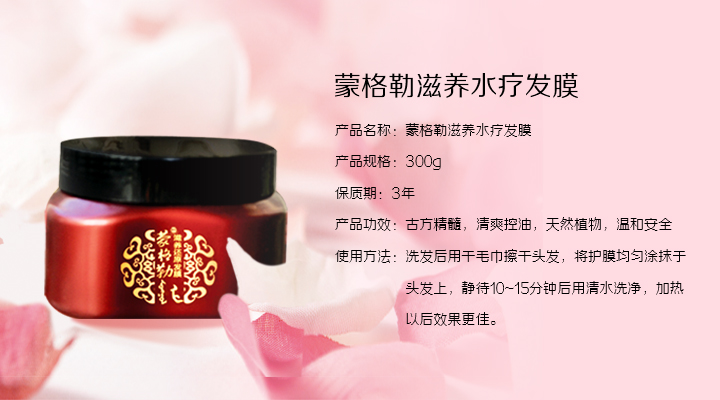 蒙格勒滋养水疗发膜
产品名称：蒙格勒滋养水疗发膜
产品规格：300g
保质期：3年
产品功效：古方精髓，清爽控油，天然植物，温和安全
使用方法：洗发后用干毛巾擦干头发，将护膜均匀涂抹于
头发上，静待10~15分钟后用清水洗净，加热
以后效果更佳。
蒙格勒